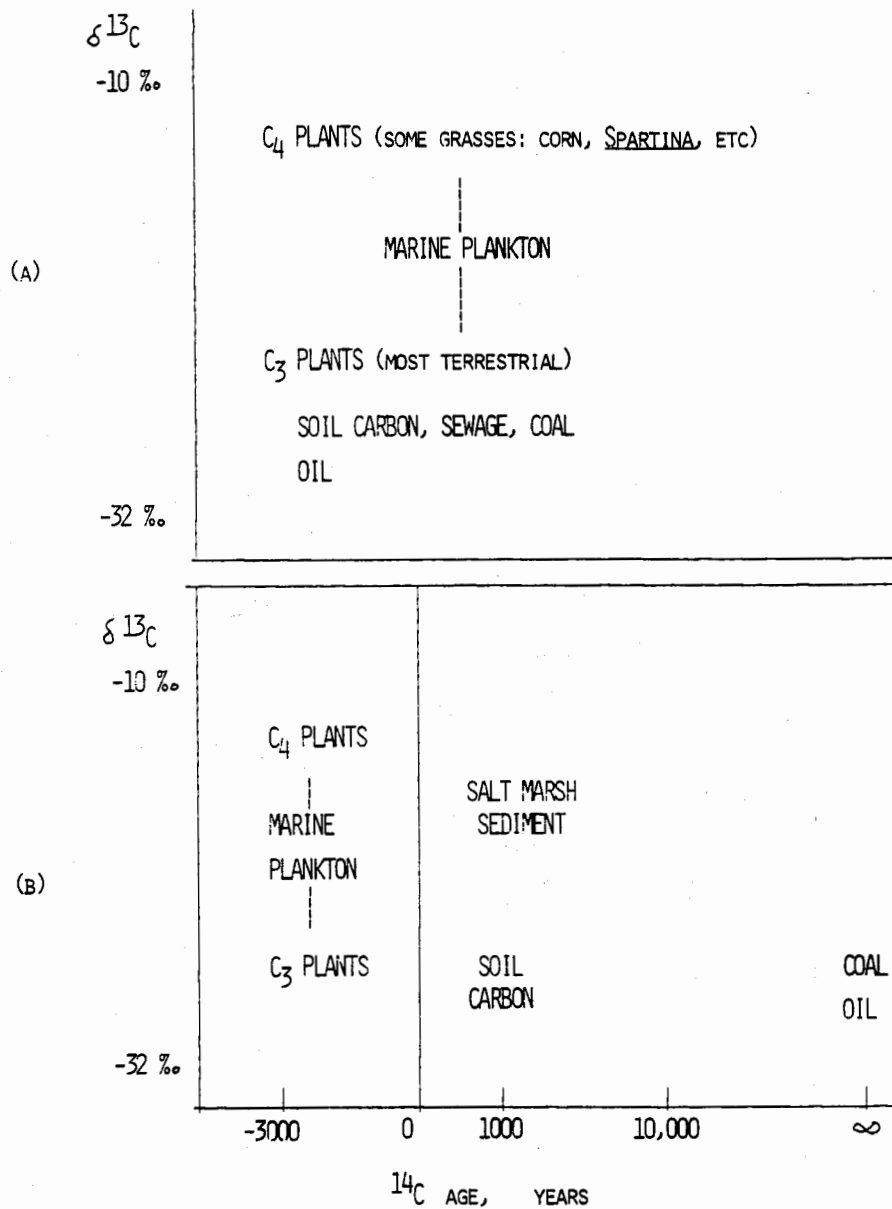 δ ¹³C
-10 ‰
C₄ PLANTS (SOME GRASSES: CORN, SPARTINA, ETC)
MARINE PLANKTON
(A)
C₃ PLANTS (MOST TERRESTRIAL)
SOIL CARBON, SEWAGE, COAL
OIL
-32 ‰
δ ¹³C
-10 ‰
C₄ PLANTS
SALT MARSH
SEDIMENT
MARINE
PLANKTON
(B)
C₃ PLANTS
SOIL
CARBON
COAL
OIL
-32 ‰
-3000 0 1000 10,000 ∞
¹⁴C AGE, YEARS